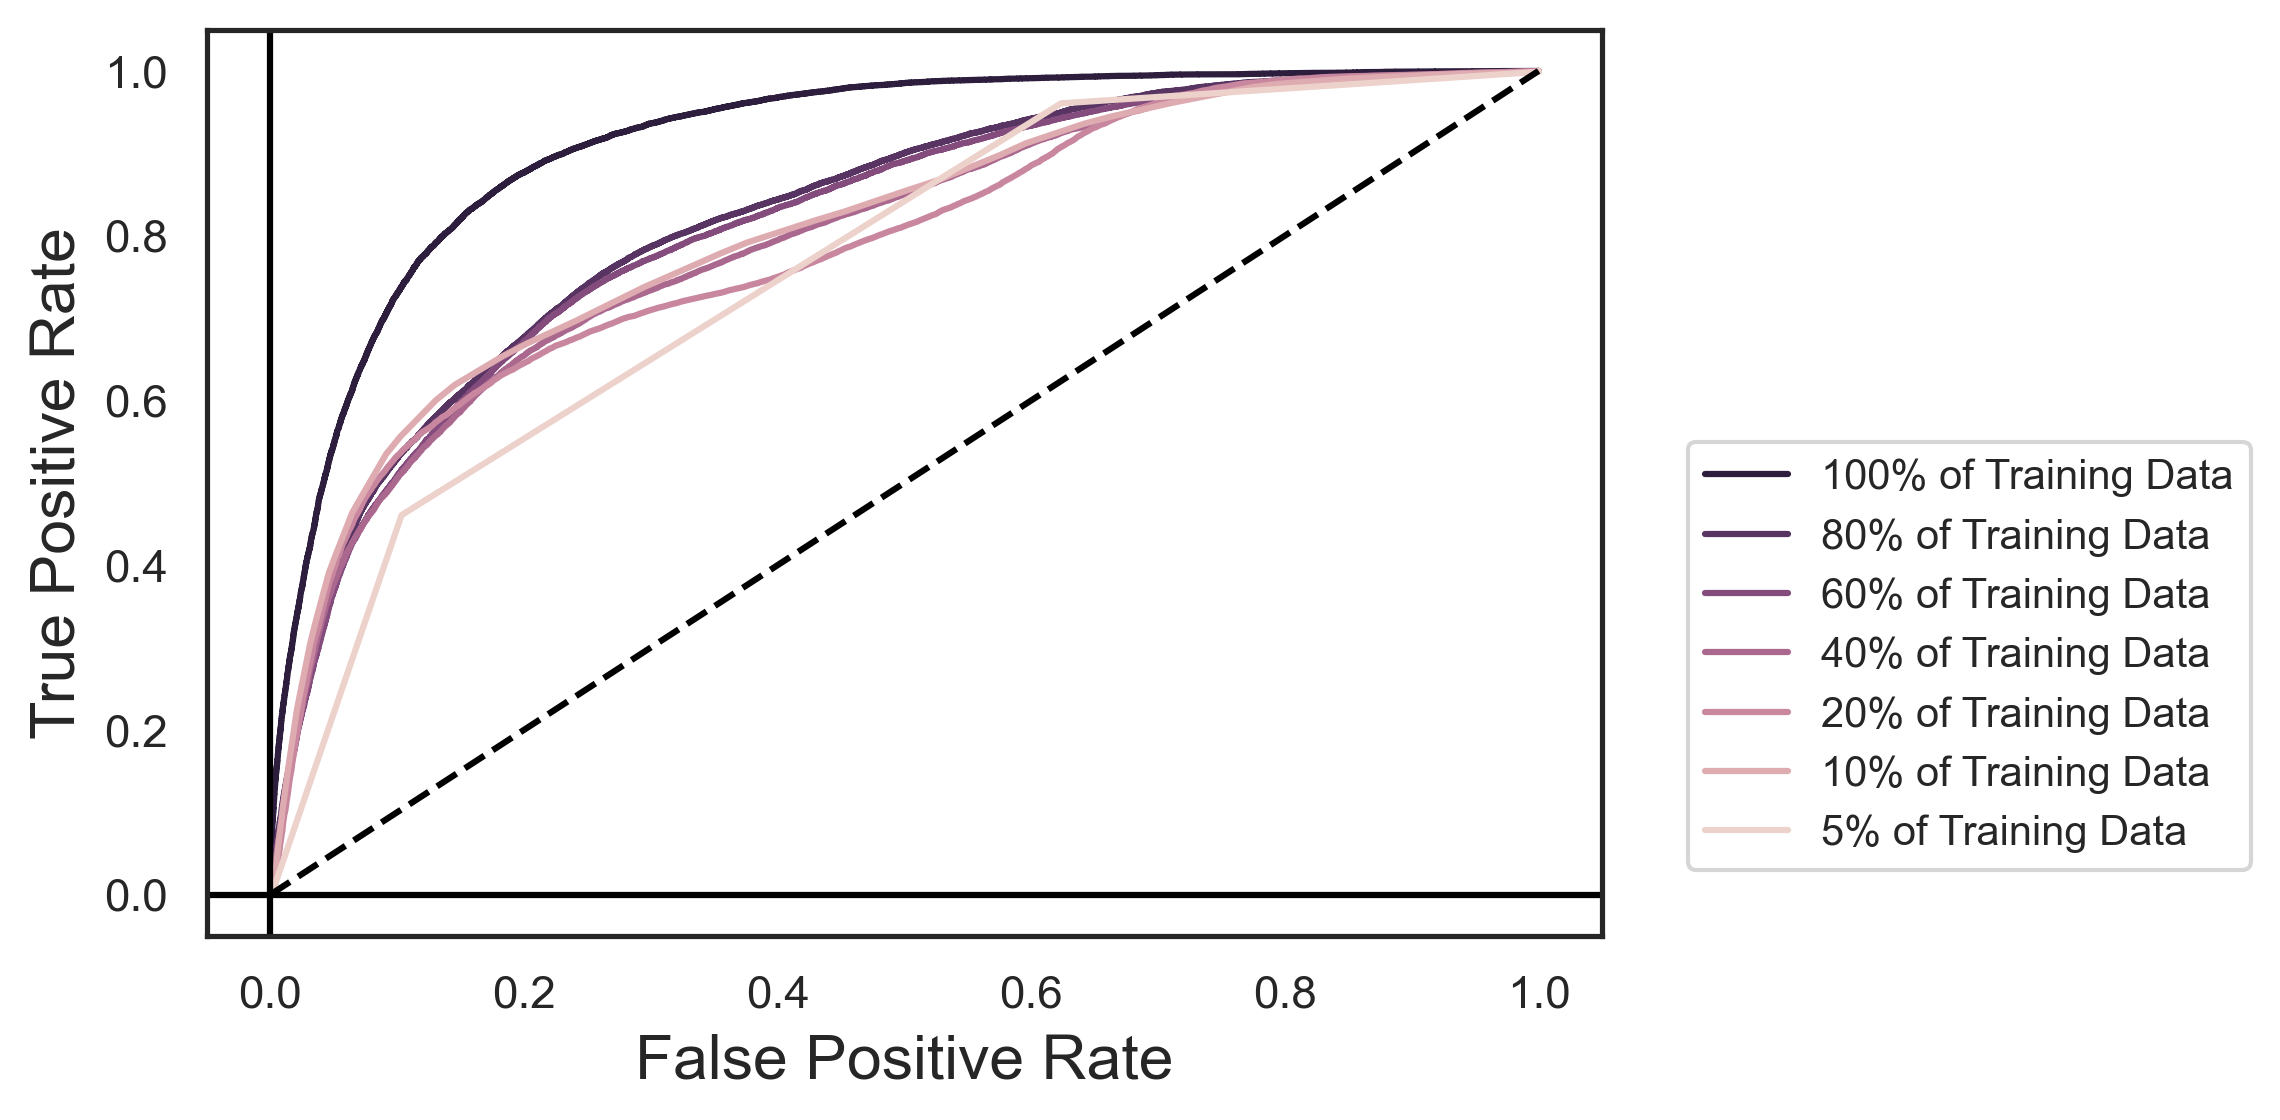 1.0
0.8
0.6
0.4
0.2
0.0
True Positive Rate
0.0 0.2 0.4 0.6 0.8 1.0
False Positive Rate
100% of Training Data
80% of Training Data
60% of Training Data
40% of Training Data
20% of Training Data
10% of Training Data
5% of Training Data